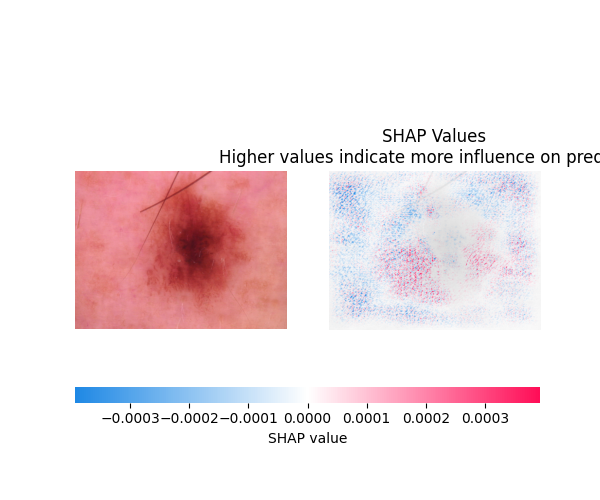 SHAP Values
Higher values indicate more influence on pred
−0.0003 −0.0002 −0.0001 0.0000 0.0001 0.0002 0.0003
SHAP value